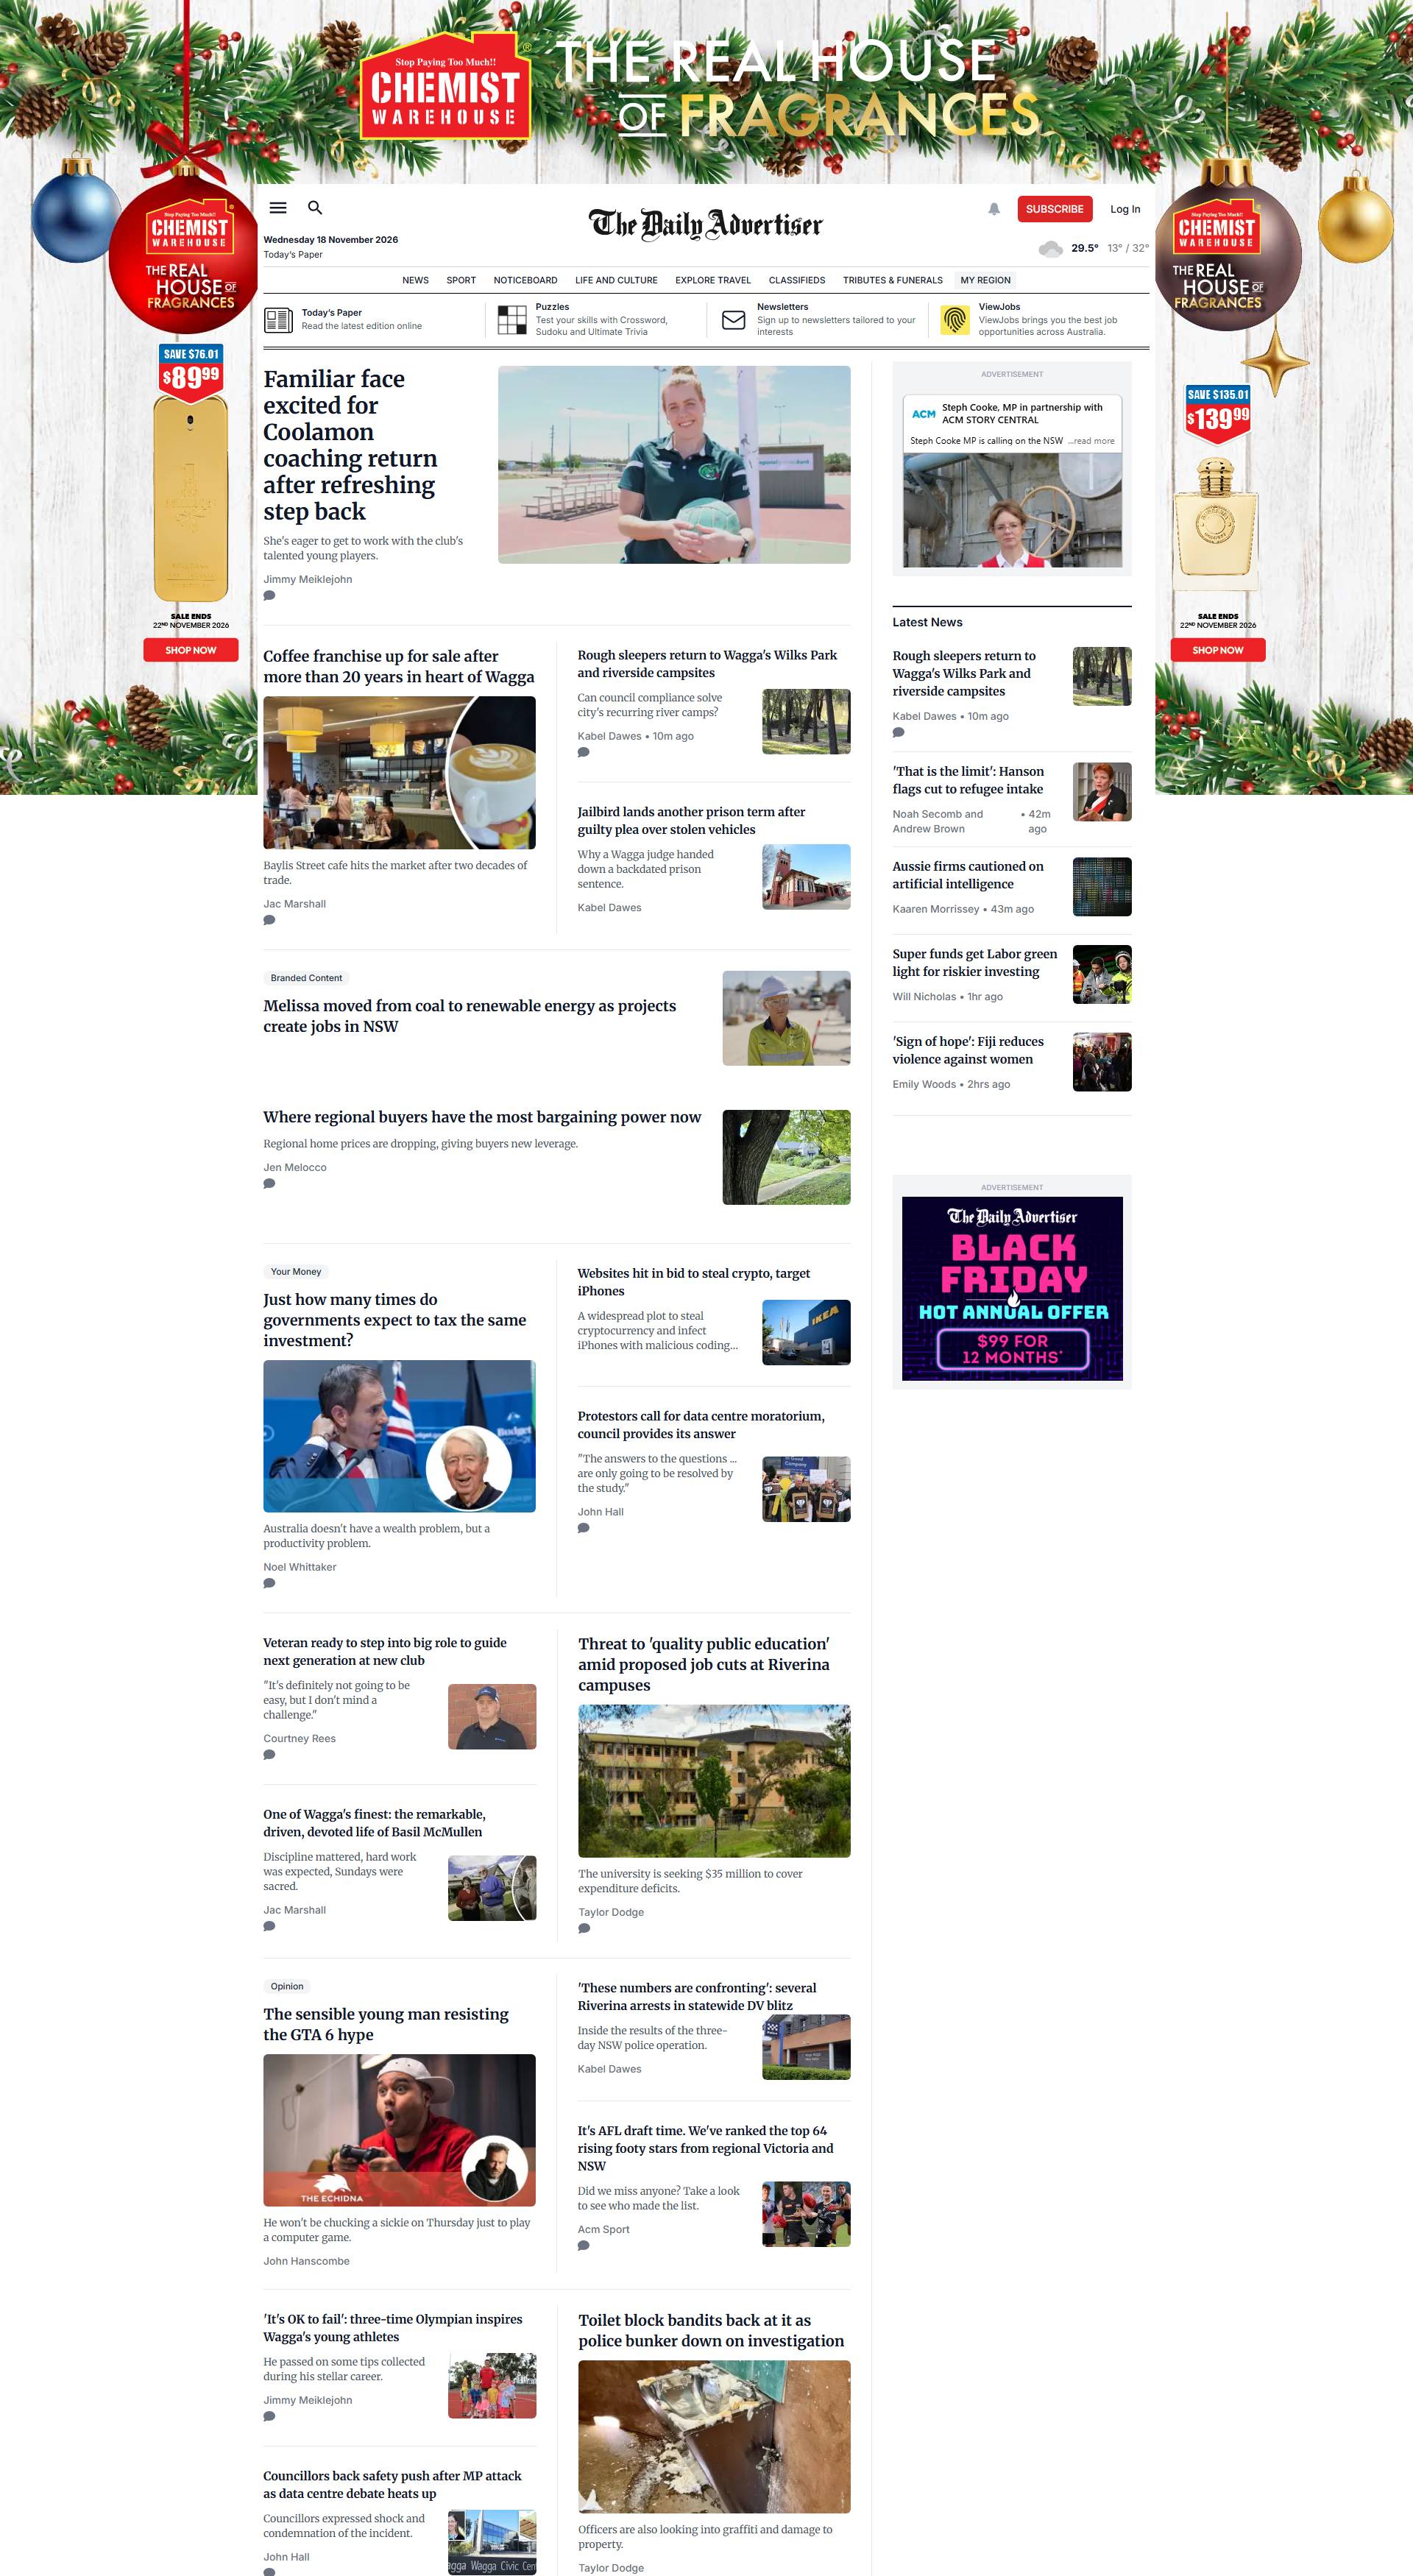 Stop Paying Too Much!!
CHEMIST
WAREHOUSE
THE REAL HOUSE
OF FRAGRANCES
Stop Paying Too Much!!
CHEMIST
WAREHOUSE
THE REAL
HOUSE OF
FRAGRANCES
SAVE $76.01
$89.99
SALE ENDS
22ND NOVEMBER 2026
SHOP NOW
Stop Paying Too Much!!
CHEMIST
WAREHOUSE
THE REAL
HOUSE OF
FRAGRANCES
SAVE $135.01
$139.99
SALE ENDS
22ND NOVEMBER 2026
SHOP NOW
The Daily Advertiser
SUBSCRIBE
Log In
Wednesday 18 November 2026
Today's Paper
29.5° 13° / 32°
NEWS SPORT NOTICEBOARD LIFE AND CULTURE EXPLORE TRAVEL CLASSIFIEDS TRIBUTES & FUNERALS MY REGION
Today's Paper
Read the latest edition online
Puzzles
Test your skills with Crossword,
Sudoku and Ultimate Trivia
Newsletters
Sign up to newsletters tailored to your
interests
ViewJobs
ViewJobs brings you the best job
opportunities across Australia.
Familiar face
excited for
Coolamon
coaching return
after refreshing
step back
She's eager to get to work with the club's
talented young players.
Jimmy Meiklejohn
Coffee franchise up for sale after
more than 20 years in heart of Wagga
Baylis Street cafe hits the market after two decades of
trade.
Jac Marshall
Rough sleepers return to Wagga's Wilks Park
and riverside campsites
Can council compliance solve
city's recurring river camps?
Kabel Dawes • 10m ago
Jailbird lands another prison term after
guilty plea over stolen vehicles
Why a Wagga judge handed
down a backdated prison
sentence.
Kabel Dawes
Branded Content
Melissa moved from coal to renewable energy as projects
create jobs in NSW
Where regional buyers have the most bargaining power now
Regional home prices are dropping, giving buyers new leverage.
Jen Melocco
Your Money
Just how many times do
governments expect to tax the same
investment?
Budget
Australia doesn't have a wealth problem, but a
productivity problem.
Noel Whittaker
Websites hit in bid to steal crypto, target
iPhones
A widespread plot to steal
cryptocurrency and infect
iPhones with malicious coding...
IKEA
Protestors call for data centre moratorium,
council provides its answer
"The answers to the questions ...
are only going to be resolved by
the study."
John Hall
Company
Veteran ready to step into big role to guide
next generation at new club
"It's definitely not going to be
easy, but I don't mind a
challenge."
Courtney Rees
One of Wagga's finest: the remarkable,
driven, devoted life of Basil McMullen
Discipline mattered, hard work
was expected, Sundays were
sacred.
Jac Marshall
Threat to 'quality public education'
amid proposed job cuts at Riverina
campuses
The university is seeking $35 million to cover
expenditure deficits.
Taylor Dodge
Opinion
The sensible young man resisting
the GTA 6 hype
THE ECHIDNA
He won't be chucking a sickie on Thursday just to play
a computer game.
John Hanscombe
'These numbers are confronting': several
Riverina arrests in statewide DV blitz
Inside the results of the three-
day NSW police operation.
Kabel Dawes
It's AFL draft time. We've ranked the top 64
rising footy stars from regional Victoria and
NSW
Did we miss anyone? Take a look
to see who made the list.
Acm Sport
'It's OK to fail': three-time Olympian inspires
Wagga's young athletes
He passed on some tips collected
during his stellar career.
Jimmy Meiklejohn
Councillors back safety push after MP attack
as data centre debate heats up
Councillors expressed shock and
condemnation of the incident.
John Hall
agga Wagga Civic Cen
Toilet block bandits back at it as
police bunker down on investigation
Officers are also looking into graffiti and damage to
property.
Taylor Dodge
ADVERTISEMENT
ACM
Steph Cooke, MP in partnership with
ACM STORY CENTRAL
Steph Cooke MP is calling on the NSW ...read more
Latest News
Rough sleepers return to
Wagga's Wilks Park and
riverside campsites
Kabel Dawes • 10m ago
'That is the limit': Hanson
flags cut to refugee intake
Noah Secomb and
Andrew Brown
• 42m
ago
Aussie firms cautioned on
artificial intelligence
Kaaren Morrissey • 43m ago
Super funds get Labor green
light for riskier investing
Will Nicholas • 1hr ago
'Sign of hope': Fiji reduces
violence against women
Emily Woods • 2hrs ago
ADVERTISEMENT
The Daily Advertiser
BLACK
FRIDAY
HOT ANNUAL OFFER
$99 FOR
12 MONTHS*